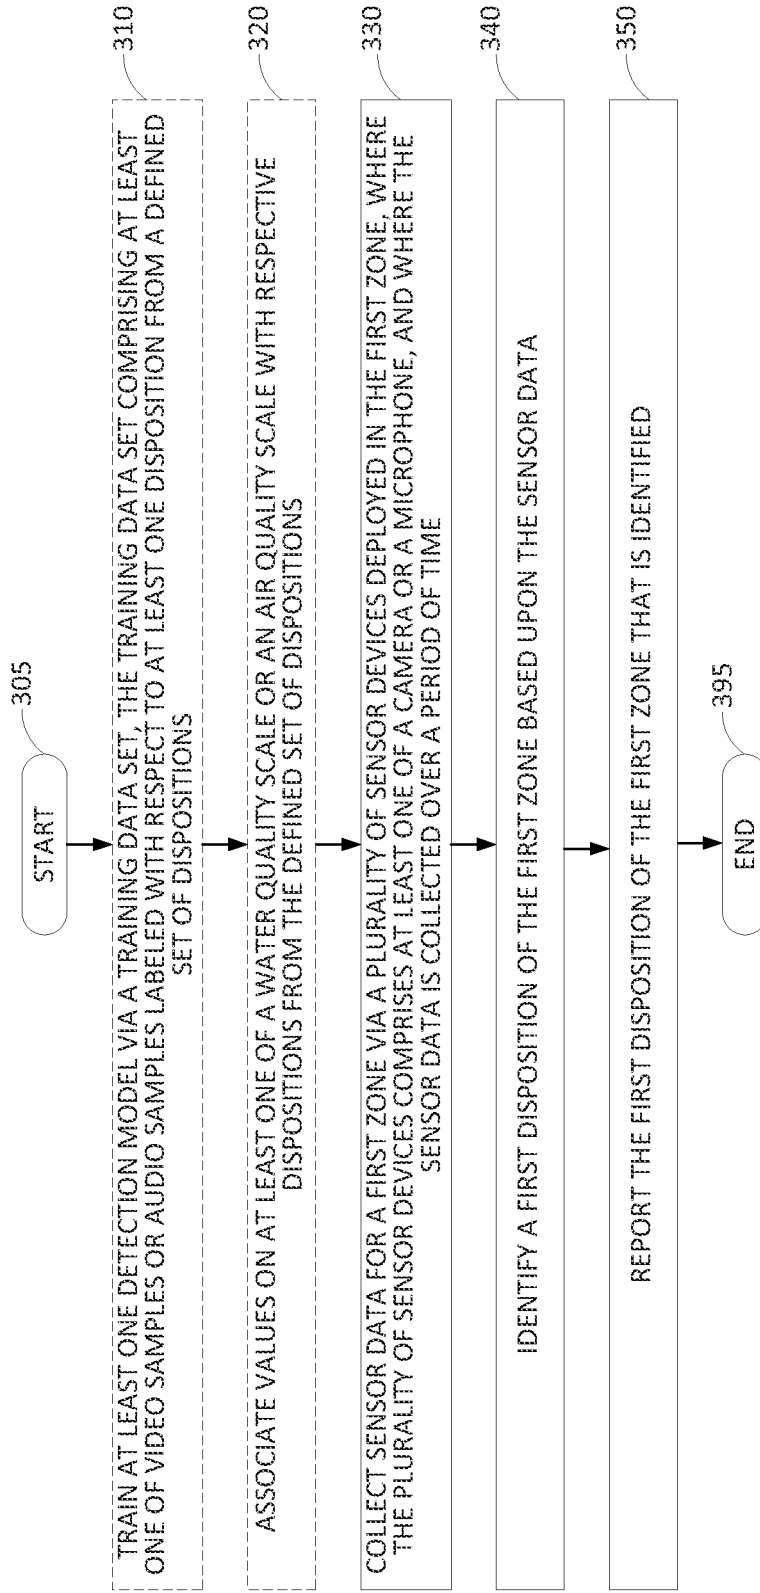 START
305
TRAIN AT LEAST ONE DETECTION MODEL VIA A TRAINING DATA SET, THE TRAINING DATA SET COMPRISING AT LEAST
ONE OF VIDEO SAMPLES OR AUDIO SAMPLES LABELED WITH RESPECT TO AT LEAST ONE DISPOSITION FROM A DEFINED
SET OF DISPOSITIONS
310
ASSOCIATE VALUES ON AT LEAST ONE OF A WATER QUALITY SCALE OR AN AIR QUALITY SCALE WITH RESPECTIVE
DISPOSITIONS FROM THE DEFINED SET OF DISPOSITIONS
320
COLLECT SENSOR DATA FOR A FIRST ZONE VIA A PLURALITY OF SENSOR DEVICES DEPLOYED IN THE FIRST ZONE, WHERE
THE PLURALITY OF SENSOR DEVICES COMPRISES AT LEAST ONE OF A CAMERA OR A MICROPHONE, AND WHERE THE
SENSOR DATA IS COLLECTED OVER A PERIOD OF TIME
330
IDENTIFY A FIRST DISPOSITION OF THE FIRST ZONE BASED UPON THE SENSOR DATA
340
REPORT THE FIRST DISPOSITION OF THE FIRST ZONE THAT IS IDENTIFIED
350
END
395